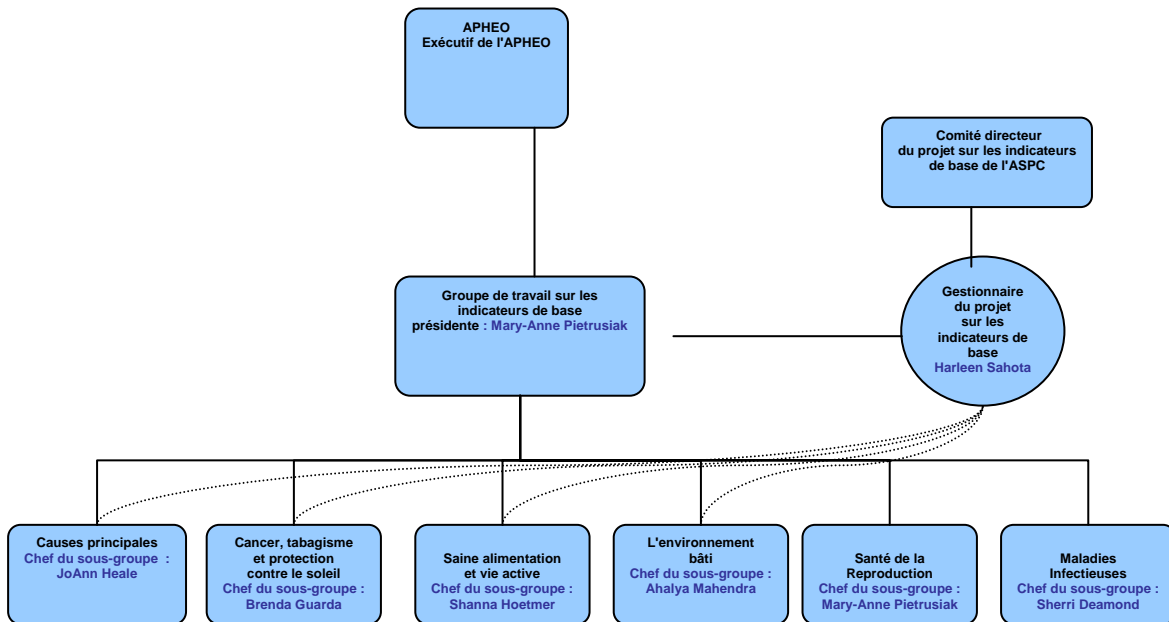 APHEO
Exécutif de l'APHEO
Comité directeur
du projet sur les indicateurs
de base de l'ASPC
Groupe de travail sur les
indicateurs de base
présidente : Mary-Anne Pietrusiak
Gestionnaire
du projet
sur les
indicateurs de
base
Harleen Sahota
Causes principales
Chef du sous-groupe :
JoAnn Heale
Cancer, tabagisme
et protection
contre le soleil
Chef du sous-groupe :
Brenda Guarda
Saine alimentation
et vie active
Chef du sous-groupe :
Shanna Hoetmer
L'environnement
bâti
Chef du sous-groupe :
Ahalya Mahendra
Santé de la
Reproduction
Chef du sous-groupe :
Mary-Anne Pietrusiak
Maladies
Infectieuses
Chef du sous-groupe :
Sherri Deamond